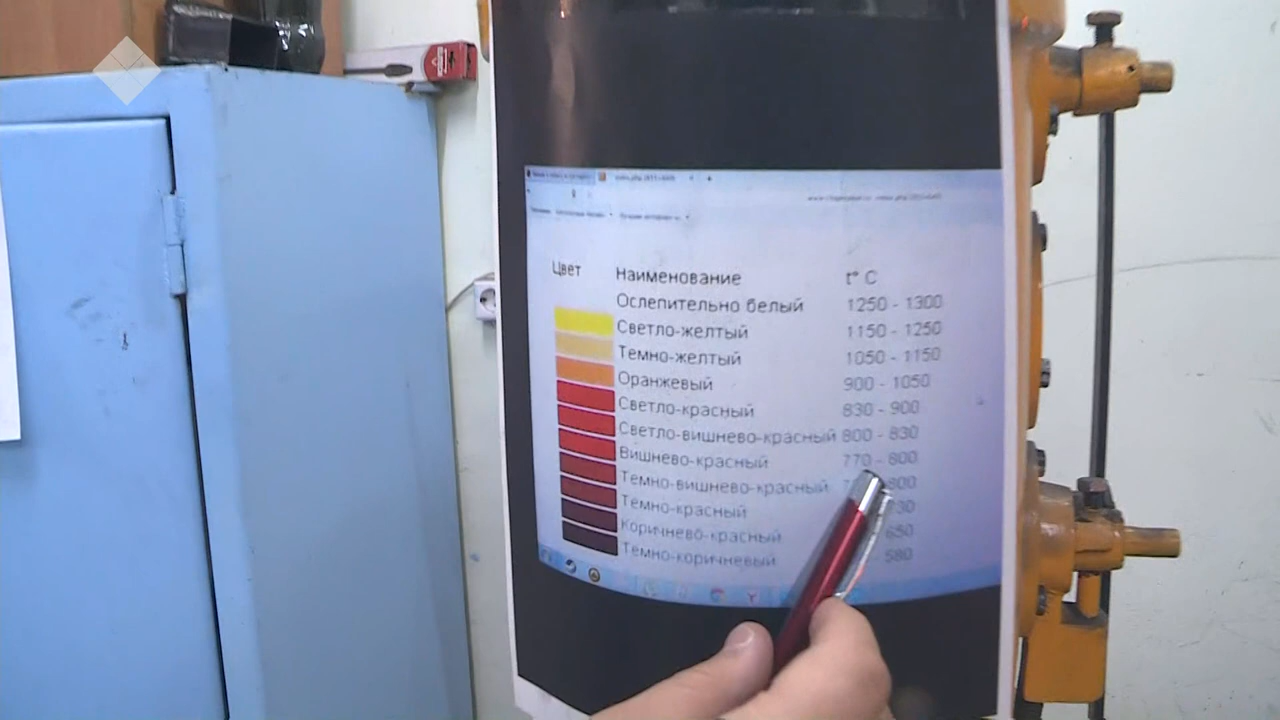 Цвет Наименование t° C
Ослепительно белый 1250 - 1300
Светло-желтый 1150 - 1250
Темно-желтый 1050 - 1150
Оранжевый 900 - 1050
Светло-красный 830 - 900
Светло-вишнево-красный 800 - 830
Вишнево-красный 770 - 800
Темно-вишнево-красный 800
Темно-красный 30
Коричнево-красный 650
Темно-коричневый 580